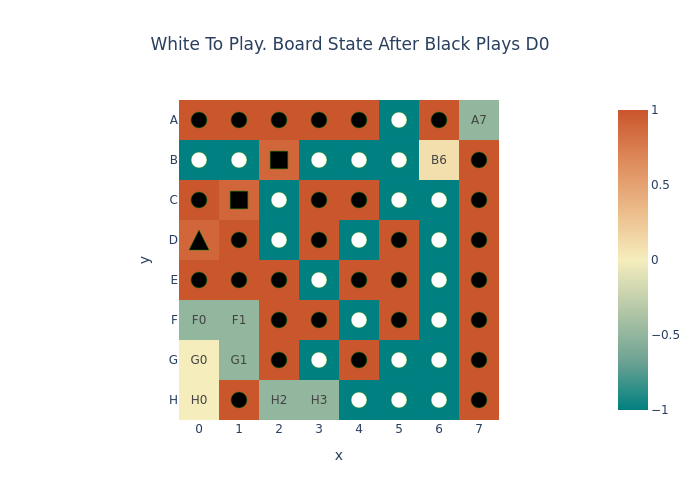 White To Play. Board State After Black Plays D0
A
A7
1
B
B6
C
0.5
D
y
E
0
F
F0
F1
−0.5
G
G0
G1
H
H0
H2
H3
−1
0
1
2
3
4
5
6
7
x